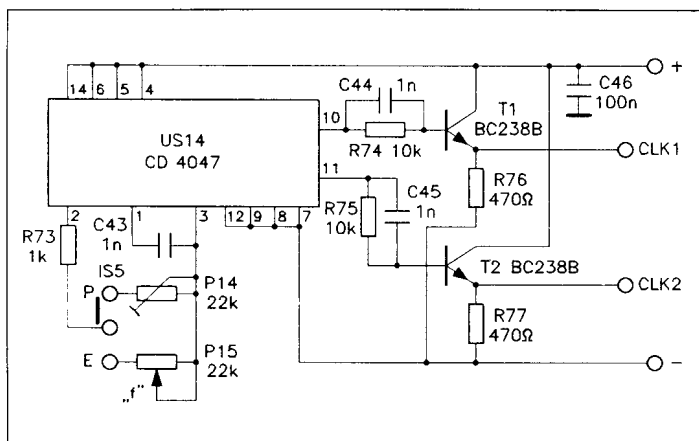 14 6 5 4
US14
CD 4047
10
11
2 1 3 12 9 8 7
C44 1n
R74 10k
T1
BC238B
C46
100n
+
CLK1
R76
470Ω
R75
10k
C45
1n
R73
1k
C43
1n
IS5
P
P14
22k
T2 BC238B
CLK2
E
P15
22k
„f"
R77
470Ω
-